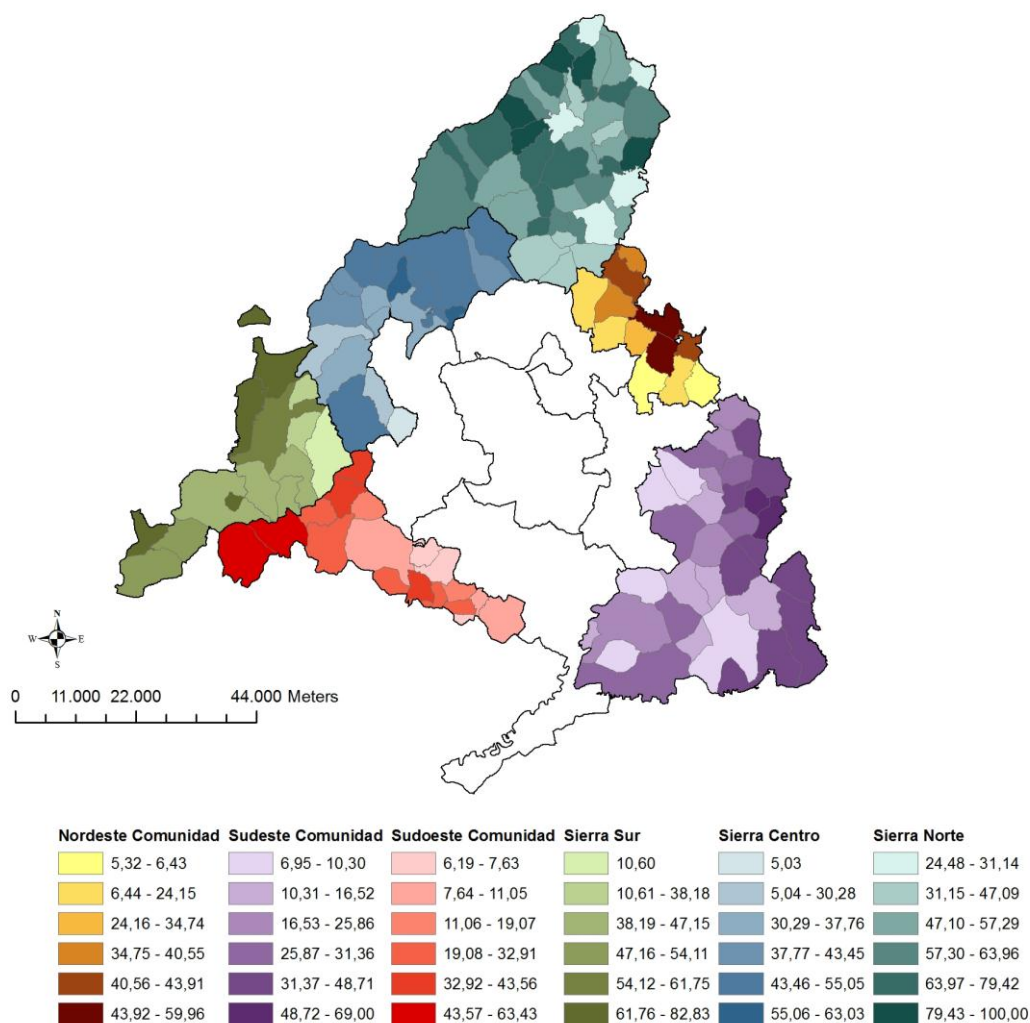 N
W E
S
0 11.000 22.000 44.000 Meters
Nordeste Comunidad Sudeste Comunidad Sudoeste Comunidad Sierra Sur Sierra Centro Sierra Norte
5,32 - 6,43 6,95 - 10,30 6,19 - 7,63 10,60 5,03 24,48 - 31,14
6,44 - 24,15 10,31 - 16,52 7,64 - 11,05 10,61 - 38,18 5,04 - 30,28 31,15 - 47,09
24,16 - 34,74 16,53 - 25,86 11,06 - 19,07 38,19 - 47,15 30,29 - 37,76 47,10 - 57,29
34,75 - 40,55 25,87 - 31,36 19,08 - 32,91 47,16 - 54,11 37,77 - 43,45 57,30 - 63,96
40,56 - 43,91 31,37 - 48,71 32,92 - 43,56 54,12 - 61,75 43,46 - 55,05 63,97 - 79,42
43,92 - 59,96 48,72 - 69,00 43,57 - 63,43 61,76 - 82,83 55,06 - 63,03 79,43 - 100,00